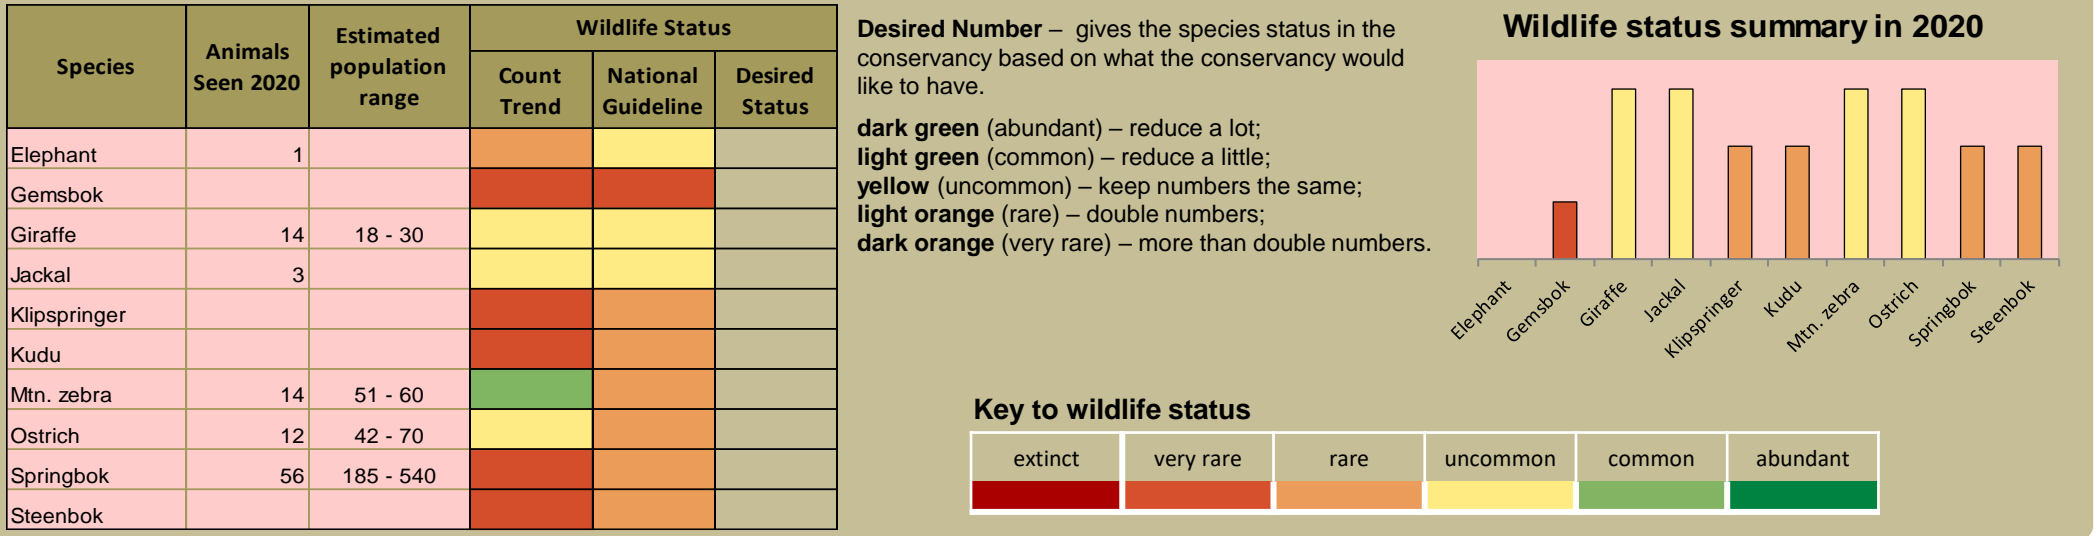 Species
Animals
Seen 2020
Estimated
population
range
Wildlife Status
Count
Trend
National
Guideline
Desired
Status
Elephant 1
Gemsbok
Giraffe 14 18 - 30
Jackal 3
Klipspringer
Kudu
Mtn. zebra 14 51 - 60
Ostrich 12 42 - 70
Springbok 56 185 - 540
Steenbok
Desired Number – gives the species status in the
conservancy based on what the conservancy would
like to have.
dark green (abundant) – reduce a lot;
light green (common) – reduce a little;
yellow (uncommon) – keep numbers the same;
light orange (rare) – double numbers;
dark orange (very rare) – more than double numbers.
Wildlife status summary in 2020
Elephant
Gemsbok
Giraffe
Jackal
Klipspringer
Kudu
Mtn. zebra
Ostrich
Springbok
Steenbok
Key to wildlife status
extinct very rare rare uncommon common abundant